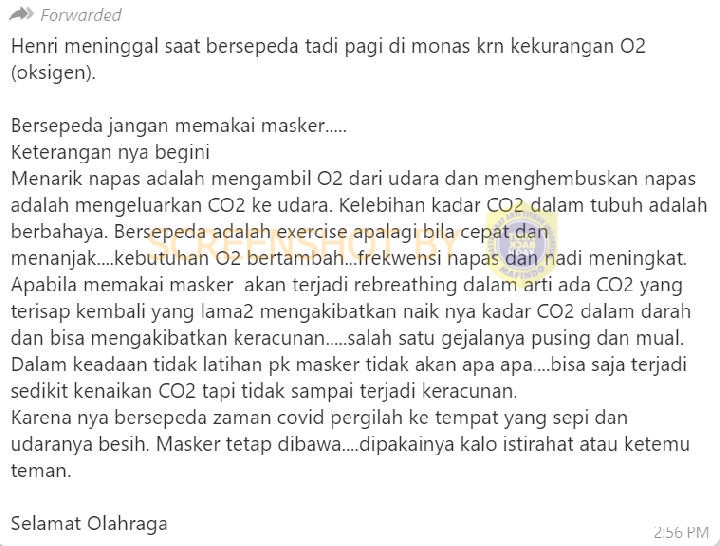 Forwarded
Henri meninggal saat bersepeda tadi pagi di monas krn kekurangan O2
(oksigen).
Bersepeda jangan memakai masker.....
Keterangan nya begini
Menarik napas adalah mengambil O2 dari udara dan menghembuskan napas
adalah mengeluarkan CO2 ke udara. Kelebihan kadar CO2 dalam tubuh adalah
berbahaya. Bersepeda adalah exercise apalagi bila cepat dan
menanjak....kebutuhan O2 bertambah...frekwensi napas dan nadi meningkat.
Apabila memakai masker akan terjadi rebreathing dalam arti ada CO2 yang
terisap kembali yang lama2 mengakibatkan naik nya kadar CO2 dalam darah
dan bisa mengakibatkan keracunan.....salah satu gejalanya pusing dan mual.
Dalam keadaan tidak latihan pk masker tidak akan apa apa....bisa saja terjadi
sedikit kenaikan CO2 tapi tidak sampai terjadi keracunan.
Karena nya bersepeda zaman covid pergilah ke tempat yang sepi dan
udaranya besih. Masker tetap dibawa....dipakainya kalo istirahat atau ketemu
teman.
Selamat Olahraga
2:56 PM
SCREENSHOT BY
MAFINDO